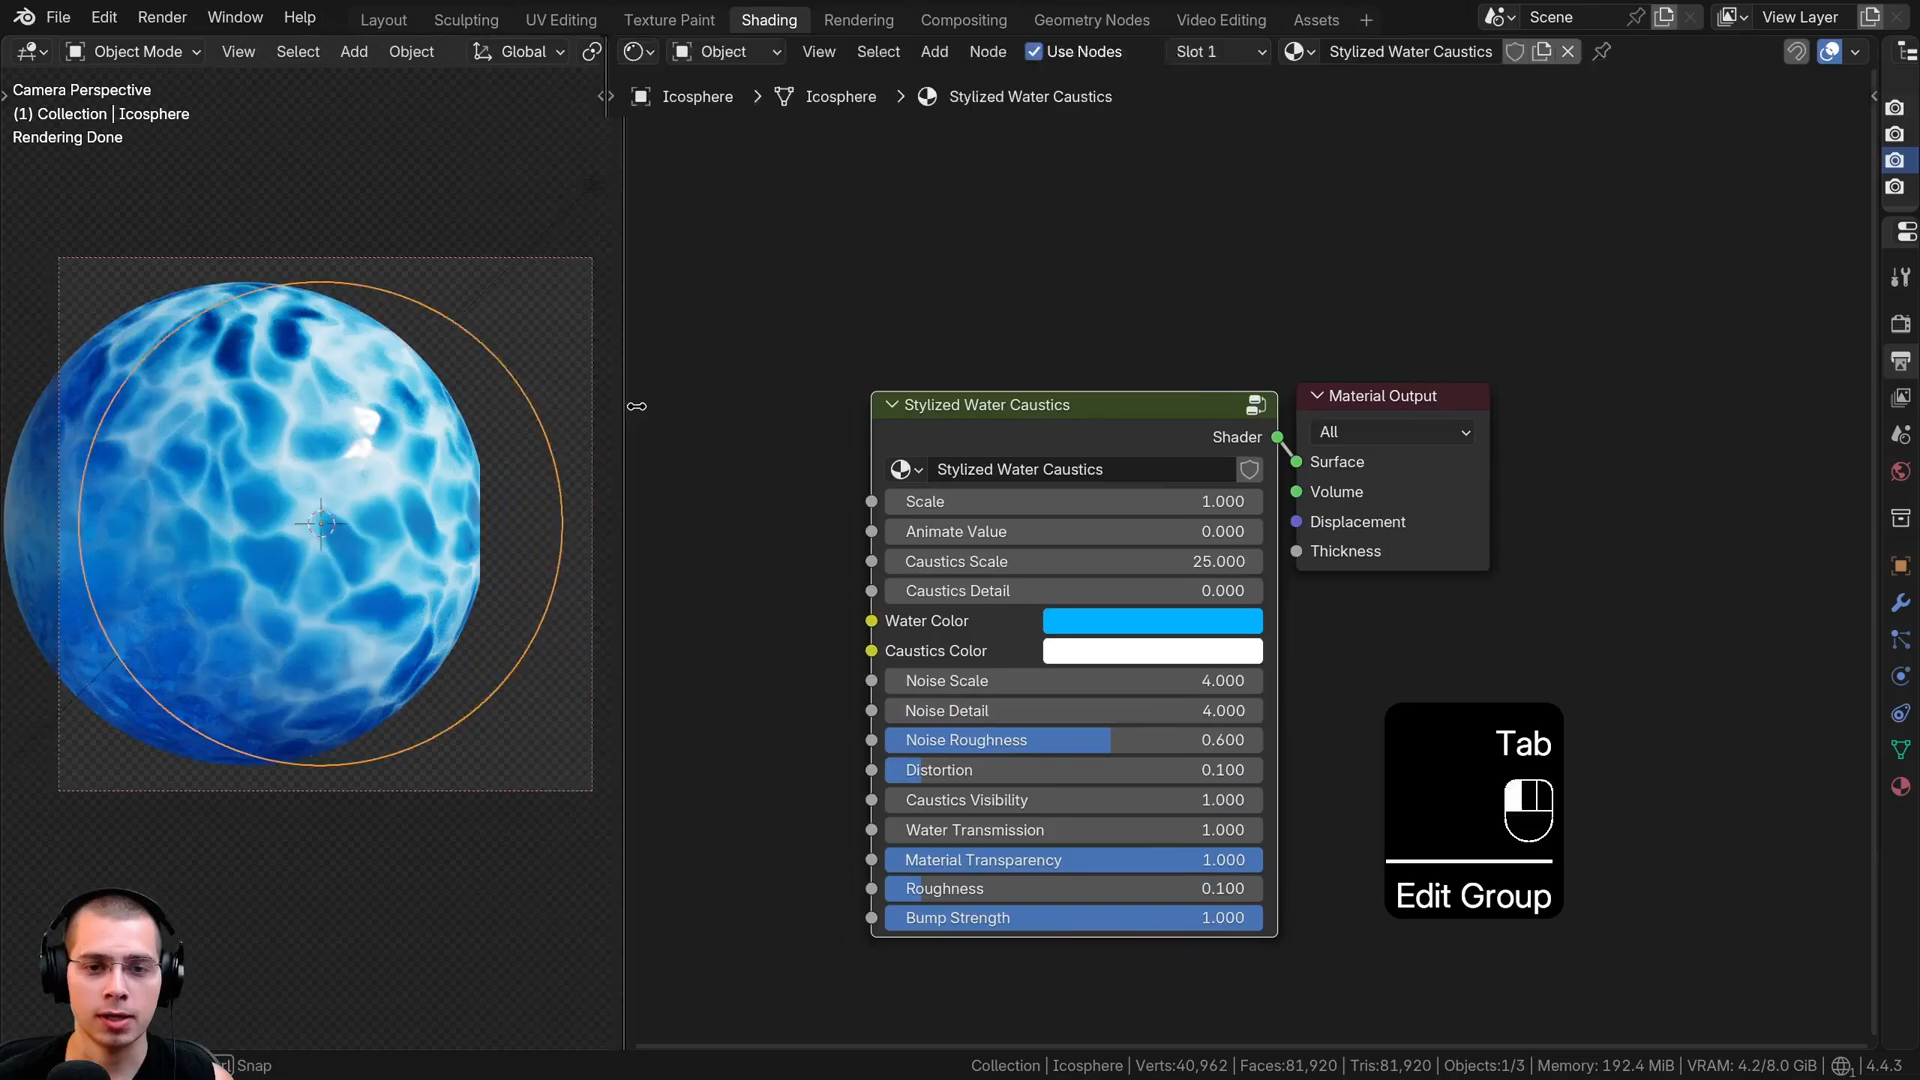 File Edit Render Window Help Layout Sculpting UV Editing Texture Paint Shading Rendering Compositing Geometry Nodes Video Editing Assets + Scene View Layer
Object Mode View Select Add Object Global Object View Select Add Node Use Nodes Slot 1 Stylized Water Caustics
Camera Perspective
(1) Collection | Icosphere
Rendering Done
Icosphere > Icosphere > Stylized Water Caustics
Stylized Water Caustics
Shader
Stylized Water Caustics
Scale 1.000
Animate Value 0.000
Caustics Scale 25.000
Caustics Detail 0.000
Water Color
Caustics Color
Noise Scale 4.000
Noise Detail 4.000
Noise Roughness 0.600
Distortion 0.100
Caustics Visibility 1.000
Water Transmission 1.000
Material Transparency 1.000
Roughness 0.100
Bump Strength 1.000
Material Output
All
Surface
Volume
Displacement
Thickness
Tab
Edit Group
Snap
Collection | Icosphere | Verts:40,962 | Faces:81,920 | Tris:81,920 | Objects:1/3 | Memory: 192.4 MiB | VRAM: 4.2/8.0 GiB | 4.4.3